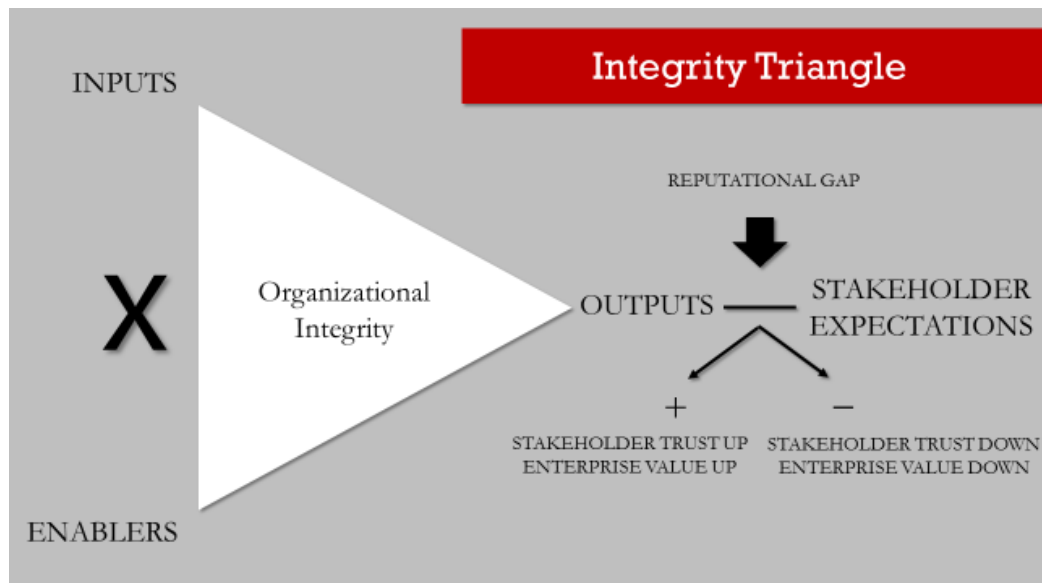 Integrity Triangle
INPUTS
REPUTATIONAL GAP
X
Organizational
Integrity
OUTPUTS — STAKEHOLDER
EXPECTATIONS
+
−
STAKEHOLDER TRUST UP
ENTERPRISE VALUE UP
STAKEHOLDER TRUST DOWN
ENTERPRISE VALUE DOWN
ENABLERS